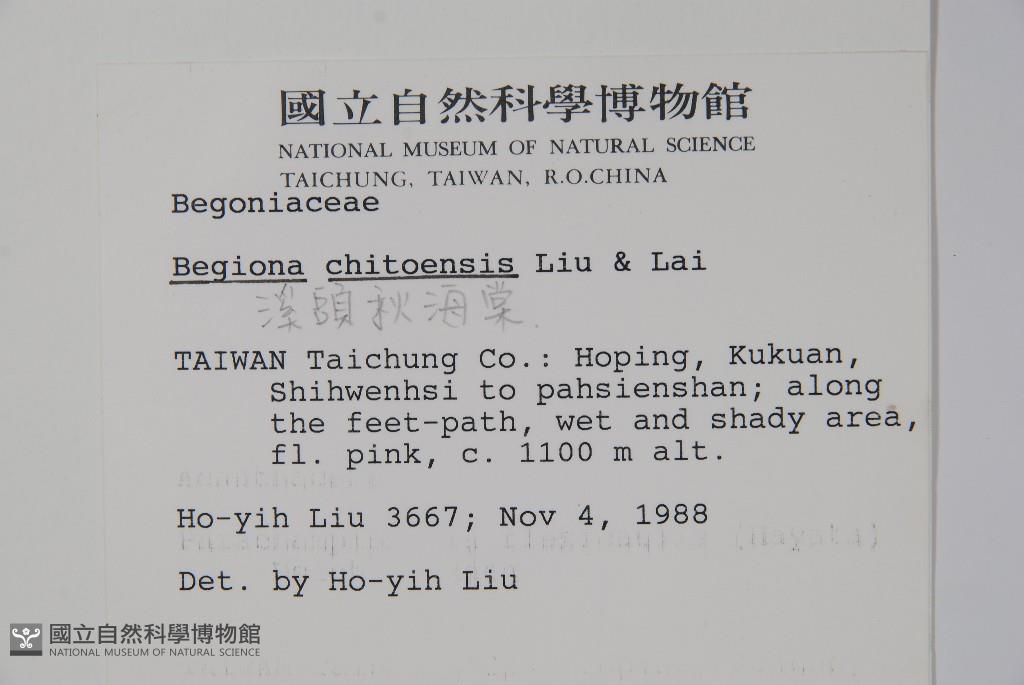 國立自然科學博物館
NATIONAL MUSEUM OF NATURAL SCIENCE
TAICHUNG, TAIWAN, R.O.CHINA
Begoniaceae
Begiona chitoensis Liu & Lai
溪頭秋海棠.
TAIWAN Taichung Co.: Hoping, Kukuan,
Shihwenhsi to pahsienshan; along
the feet-path, wet and shady area,
fl. pink, c. 1100 m alt.
Ho-yih Liu 3667; Nov 4, 1988
(Hayata)
Det. by Ho-yih Liu
國立自然科學博物館
NATIONAL MUSEUM OF NATURAL SCIENCE